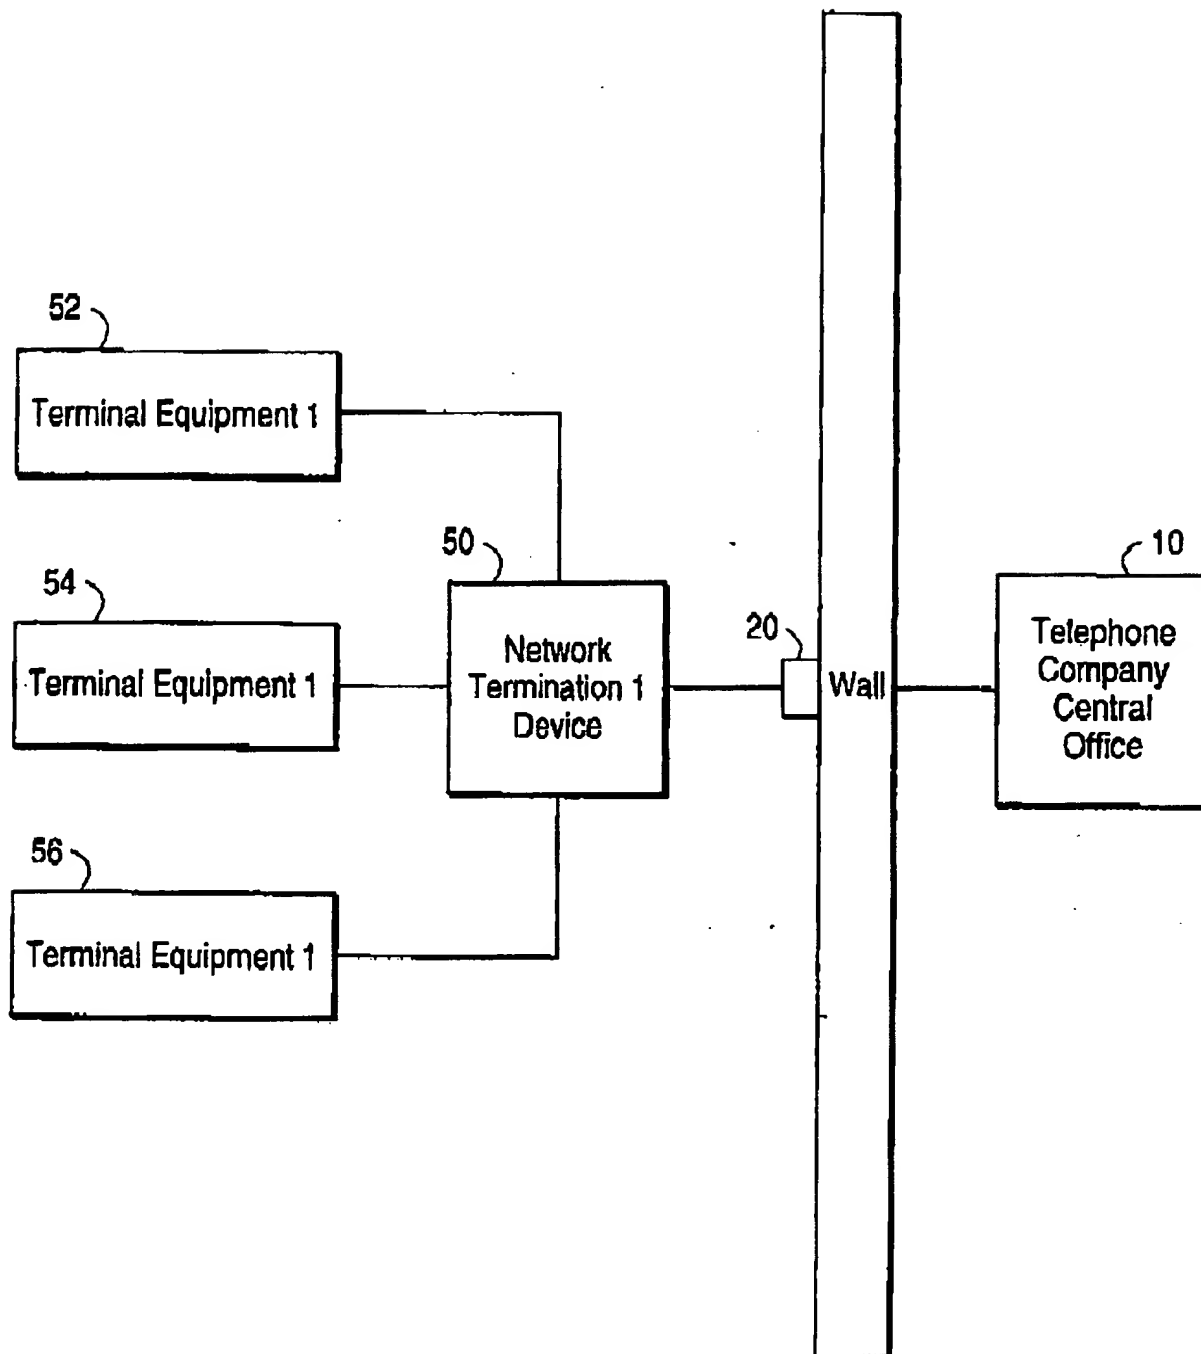 52
Terminal Equipment 1
54
Terminal Equipment 1
56
Terminal Equipment 1
50
Network
Termination 1
Device
20
Wall
10
Telephone
Company
Central
Office